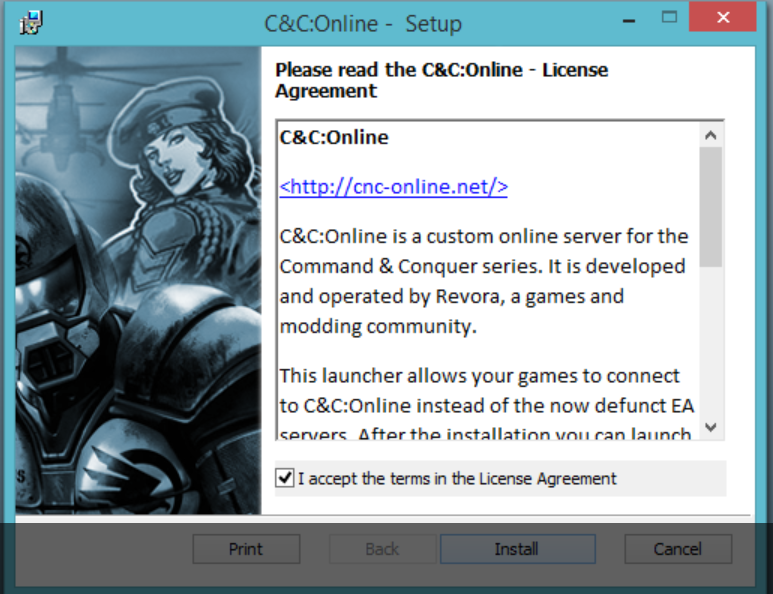 C&C:Online - Setup
Please read the C&C:Online - License
Agreement
C&C:Online
<http://cnc-online.net/>
C&C:Online is a custom online server for the
Command & Conquer series. It is developed
and operated by Revora, a games and
modding community.
This launcher allows your games to connect
to C&C:Online instead of the now defunct EA
servers. After the installation you can launch
I accept the terms in the License Agreement
Print
Back
Install
Cancel